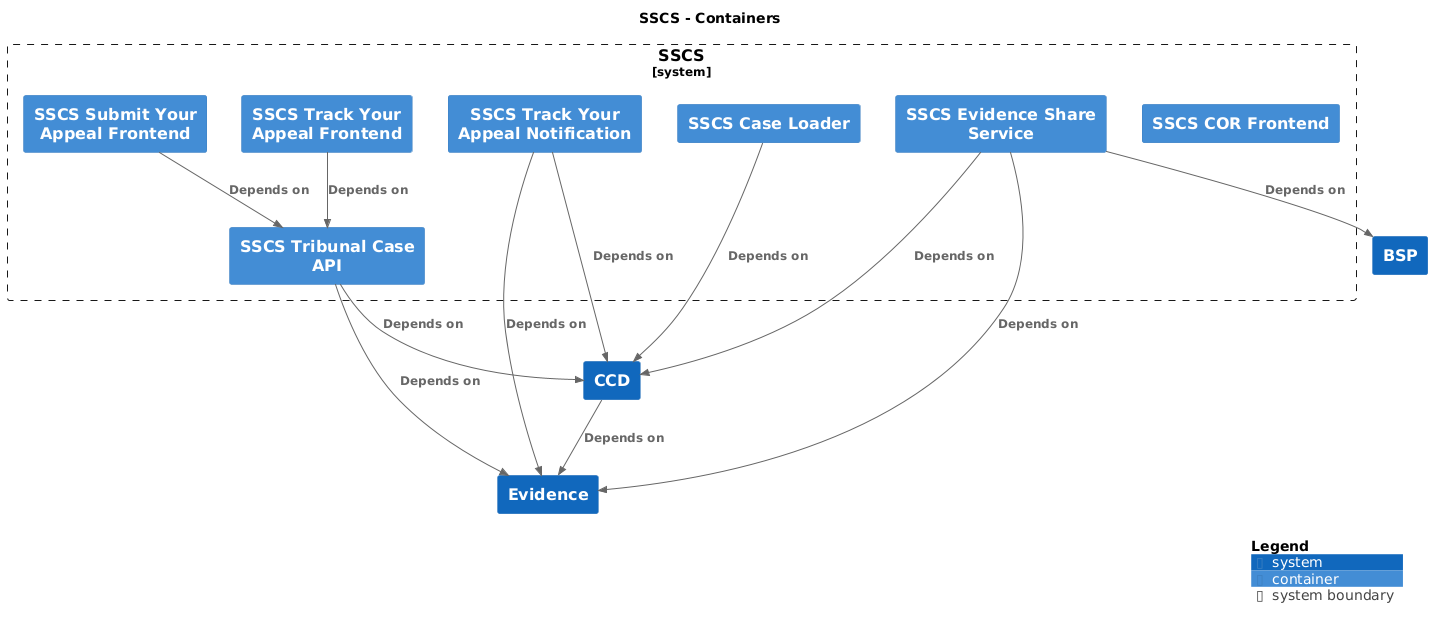 SSCS - Containers
SSCS
[system]
SSCS Submit Your
Appeal Frontend
SSCS Track Your
Appeal Frontend
SSCS Track Your
Appeal Notification
SSCS Case Loader
SSCS Evidence Share
Service
SSCS COR Frontend
Depends on
Depends on
Depends on
SSCS Tribunal Case
API
Depends on
Depends on
Depends on
BSP
Depends on
Depends on
Depends on
CCD
Depends on
Depends on
Evidence
Legend
system
container
system boundary